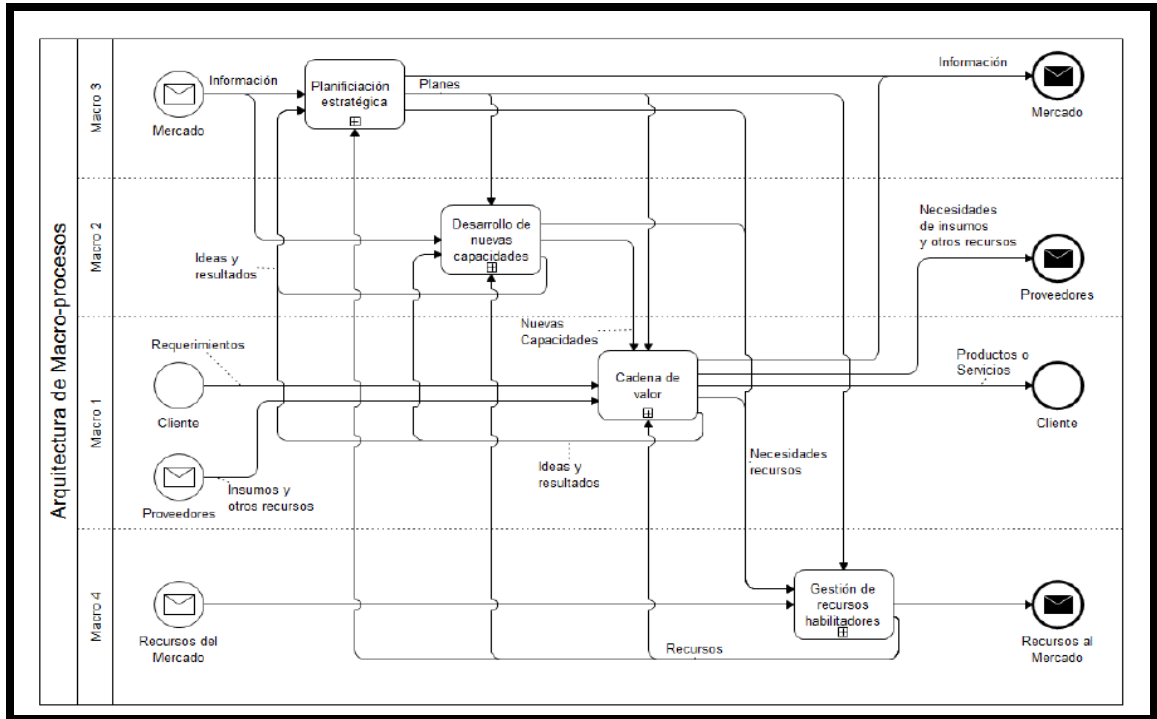 Arquitectura de Macro-procesos
Macro 3
Mercado
Información
Planificiación
estratégica
Planes
Información
Mercado
Macro 2
Ideas y
resultados
Desarrollo de
nuevas
capacidades
Necesidades
de insumos
y otros recursos
Proveedores
Macro 1
Requerimientos
Cliente
Proveedores
Insumos y
otros recursos
Nuevas
Capacidades
Cadena de
valor
Ideas y
resultados
Necesidades
recursos
Productos o
Servicios
Cliente
Macro 4
Recursos del
Mercado
Gestión de
recursos
habilitadores
Recursos
Recursos al
Mercado